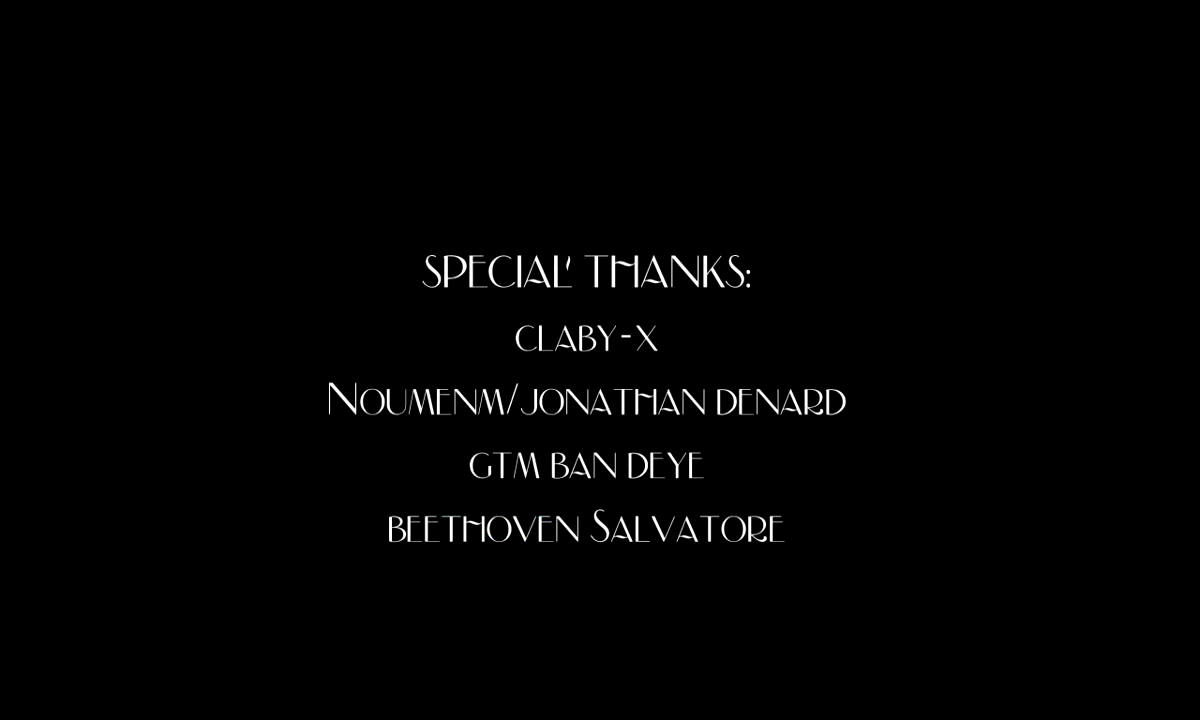 SPECIAL' THANKS:
CLABY-X
NOUMENM/JONATHAN DENARD
GTM BAN DEYE
BEETHOVEN SALVATORE